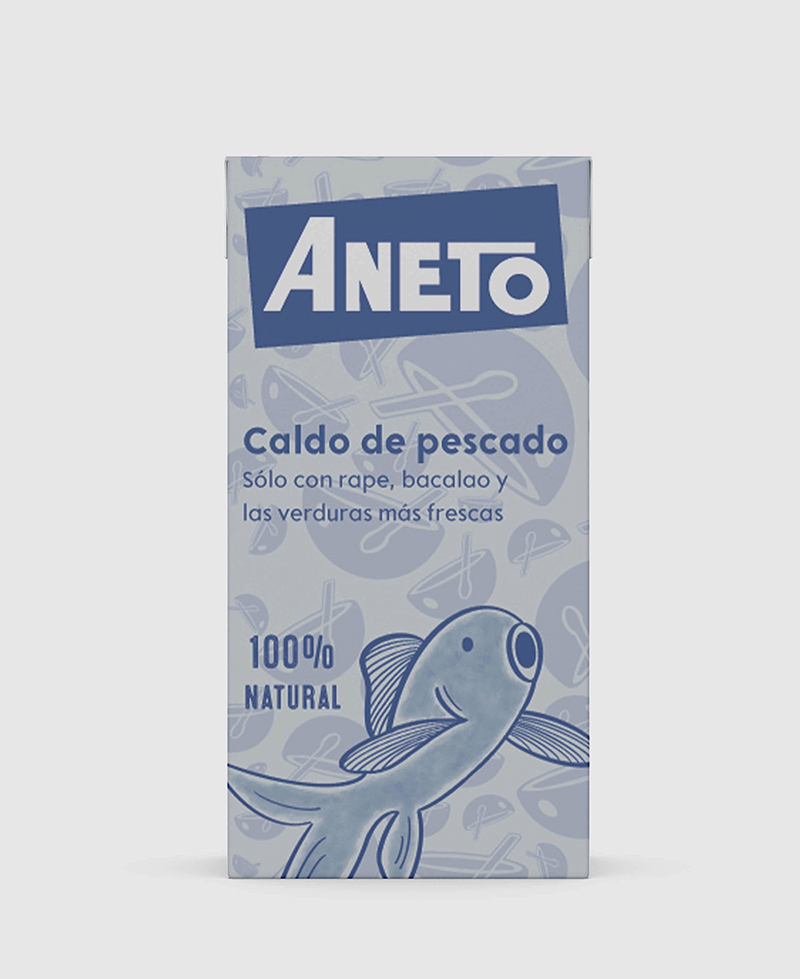 ANETO
Caldo de pescado
Sólo con rape, bacalao y
las verduras más frescas
100%
NATURAL